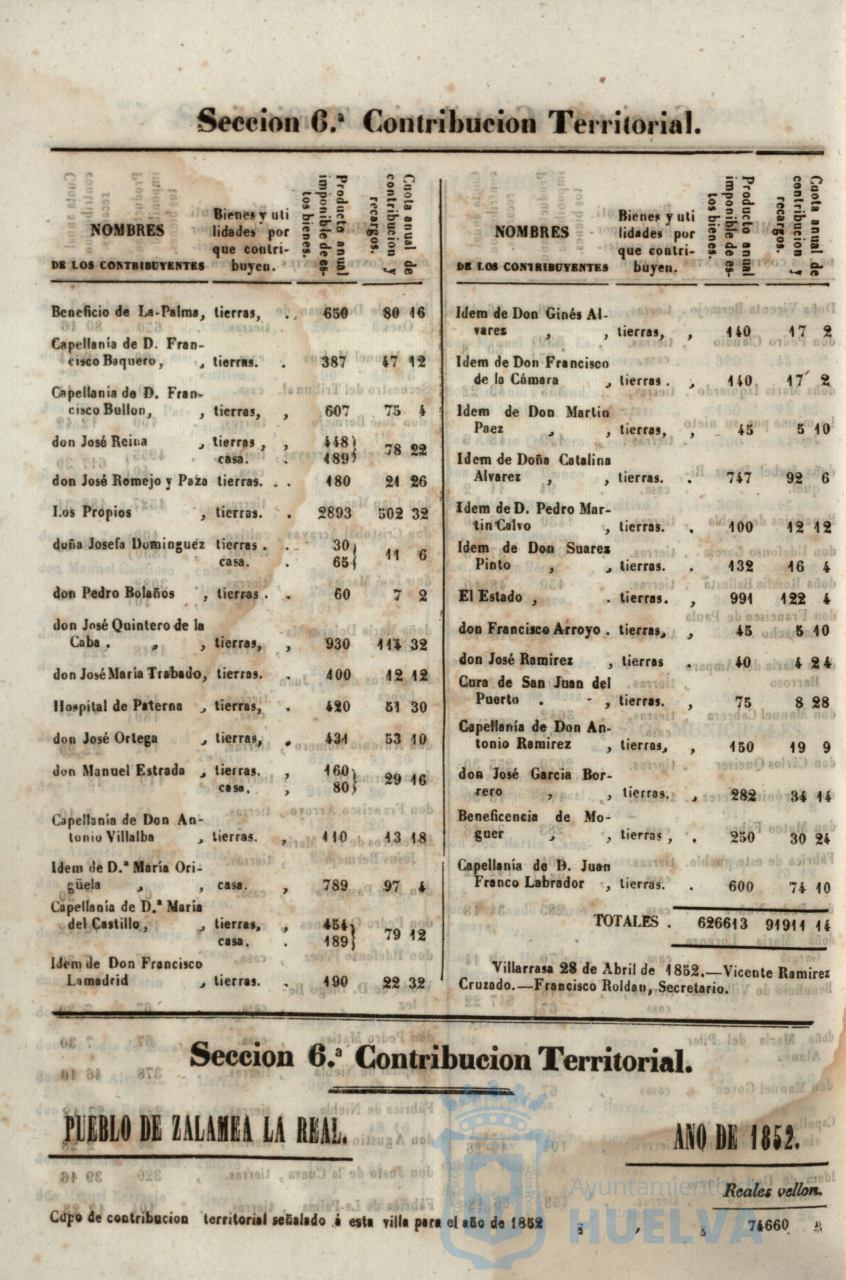 Seccion 6.ª Contribucion Territorial.
NOMBRES
DE LOS CONTRIBUYENTES
Bienes y uti
lidades por
que contri-
buyen.
Producto anual
imponible de es-
tos bienes.
Cuota anual de
contribucion y
recargos.
Beneficio de La-Palma, tierras, . 650 80 16
Capellanía de D. Fran-
cisco Baquero, , tierras. . 387 47 12
Capellanía de D. Fran-
cisco Bullon, , tierras, , 607 75 4
don José Reina , tierras , , 448} 78 22
casa. . 189}
don José Romejo y Paza tierras. . . 180 21 26
Los Propios , tierras. . 2893 502 32
doña Josefa Dominguez tierras . . 30} 11 6
casa. . 65}
don Pedro Bolaños , tierras . . 60 7 2
don José Quintero de la
Caba . , , tierras, , 930 114 32
don José María Trabado, tierras. . 100 12 12
Hospital de Paterna , tierras, . 420 51 30
don José Ortega , tierras, . 431 53 10
don Manuel Estrada , tierras. , 160} 29 16
casa. , 80}
Capellanía de Don An-
tonio Villalba , tierras. , 110 13 18
Idem de D.ª María Ori-
güela , , casa. , 789 97 4
Capellanía de D.ª Maria
del Castillo, , tierras, , 454} 79 12
casa. . 189}
Idem de Don Francisco
Lamadrid , tierras. . 190 22 32
NOMBRES
DE LOS CONTRIBUYENTES
Bienes y uti
lidades por
que contri-
buyen.
Producto anual
imponible de es-
tos bienes.
Cuota anual de
contribucion y
recargos.
Idem de Don Ginés Al-
varez , , tierras, , 140 17 2
Idem de Don Francisco
de la Cámara , tierras . , 140 17 2
Idem de Don Martin
Paez , , tierras, , 45 5 10
Idem de Doña Catalina
Alvarez , , tierras. . 747 92 6
Idem de D. Pedro Mar-
tin Calvo , tierras. . 100 12 12
Idem de Don Suarez
Pinto , , tierras. . 132 16 4
El Estado , . tierras. , 991 122 4
don Francisco Arroyo . tierras, , 45 5 10
don José Ramirez , tierras . 40 4 24
Cura de San Juan del
Puerto . - , tierras. , 75 8 28
Capellanía de Don An-
tonio Ramirez , tierras, , 150 19 9
don José Garcia Bor-
rero , , tierras. , 282 34 14
Beneficencia de Mo-
guer , , tierras , . 250 30 24
Capellanía de D. Juan
Franco Labrador , tierras. . 600 74 10
TOTALES . 626613 91911 14
Villarrasa 28 de Abril de 1852.—Vicente Ramirez
Cruzado.—Francisco Roldan, Secretario.
Seccion 6.ª Contribucion Territorial.
PUEBLO DE ZALAMEA LA REAL.
AÑO DE 1852.
Reales vellon.
Cupo de contribucion territorial señalado á esta villa para el año de 1852 , , , 74660 ,,
Ayuntamiento de
HUELVA